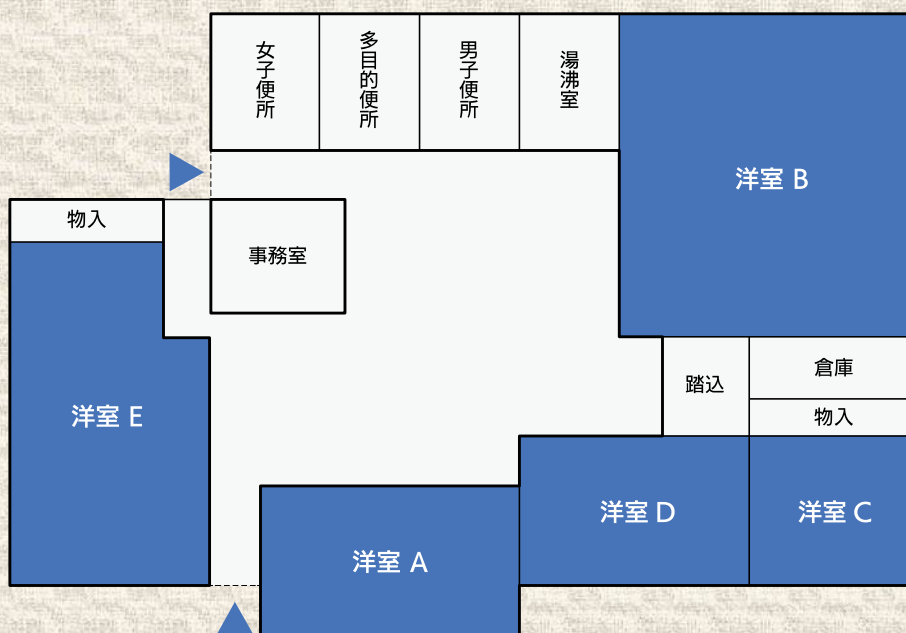 女子便所
多目的便所
男子便所
湯沸室
洋室 B
物入
事務室
踏込
倉庫
物入
洋室 E
洋室 D
洋室 C
洋室 A